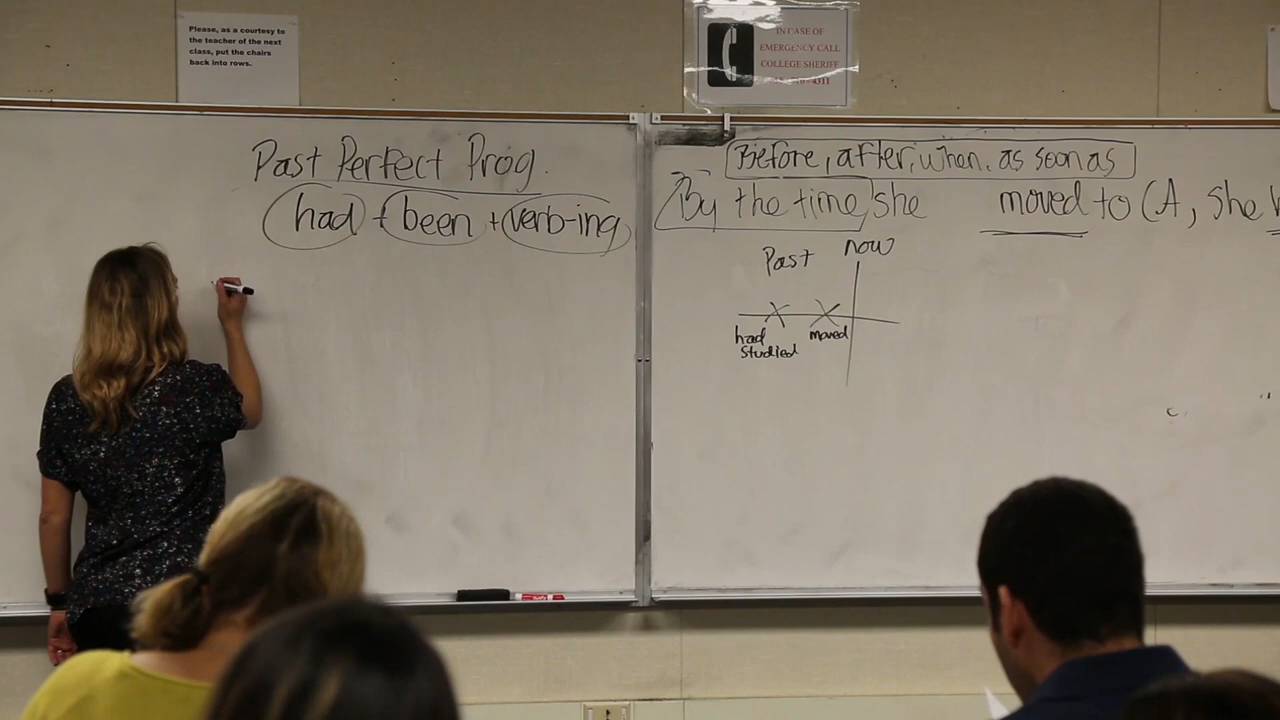 Please, as a courtesy to
the teacher of the next
class, put the chairs
back into rows.
IN CASE OF
EMERGENCY CALL
COLLEGE SHERIFF
4311
Past Perfect Prog.
had + been + verb-ing
Before, after, when, as soon as
By the time, she moved to CA, she
Past now
had studied
moved